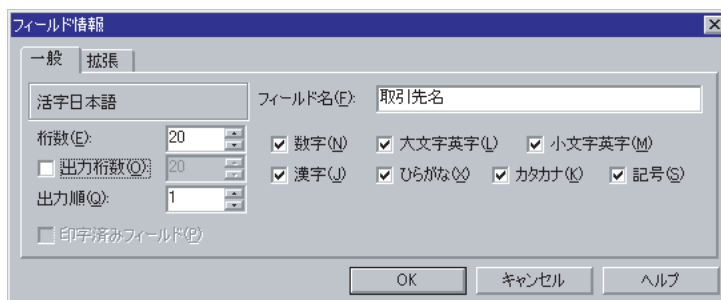 フィールド情報
一般 拡張
活字日本語 フィールド名(F): 取引先名
桁数(E): 20 数字(N) 大文字英字(L) 小文字英字(M)
出力桁数(O): 20 漢字(J) ひらがな(X) カタカナ(K) 記号(S)
出力順(Q): 1
印字済みフィールド(P)
OK キャンセル ヘルプ